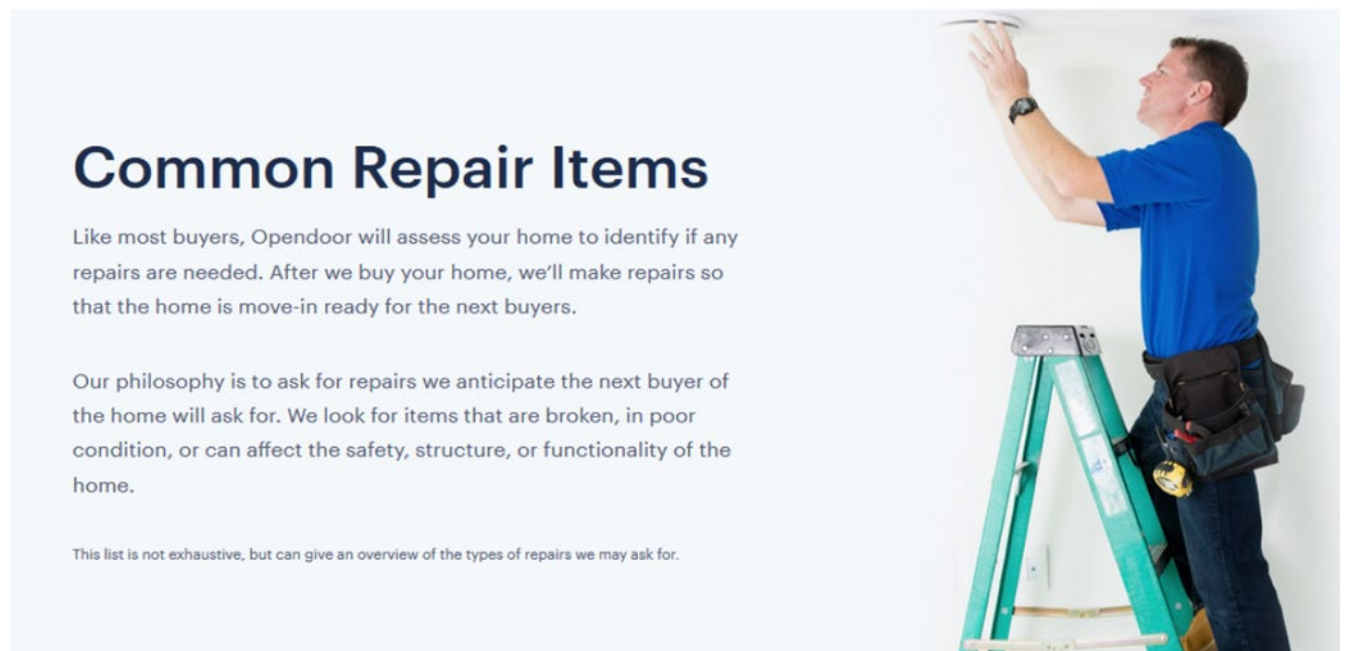 Common Repair Items
Like most buyers, Opendoor will assess your home to identify if any
repairs are needed. After we buy your home, we’ll make repairs so
that the home is move-in ready for the next buyers.
Our philosophy is to ask for repairs we anticipate the next buyer of
the home will ask for. We look for items that are broken, in poor
condition, or can affect the safety, structure, or functionality of the
home.
This list is not exhaustive, but can give an overview of the types of repairs we may ask for.